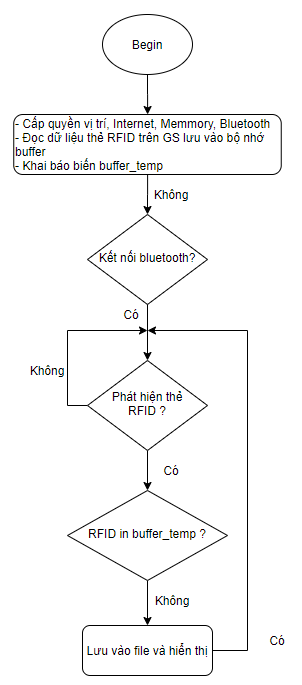 Begin
- Cấp quyền vị trí, Internet, Memmory, Bluetooth
- Đọc dữ liệu thẻ RFID trên GS lưu vào bộ nhớ
buffer
- Khai báo biến buffer_temp
Không
Kết nối bluetooth?
Có
Không
Phát hiện thẻ
RFID ?
Có
RFID in buffer_temp ?
Không
Có
Lưu vào file và hiển thị